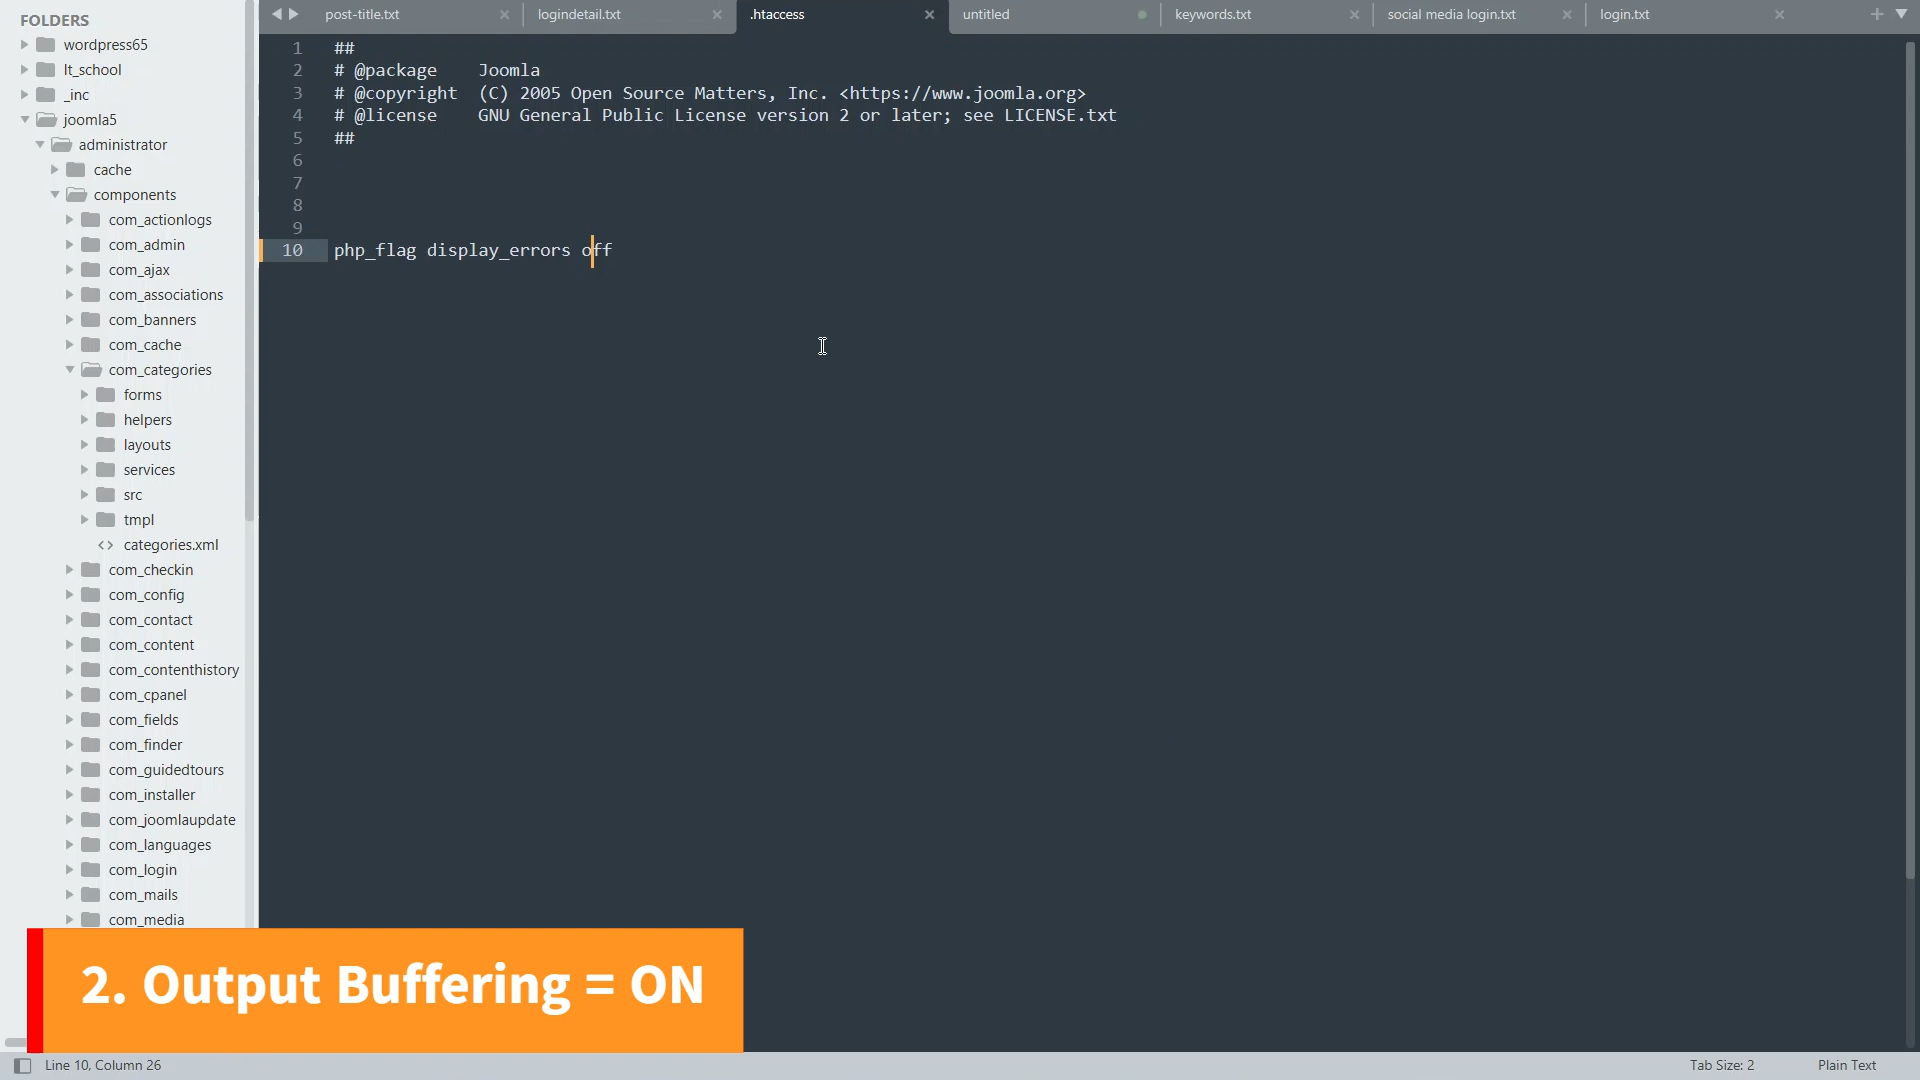 FOLDERS
wordpress65
lt_school
_inc
joomla5
administrator
cache
components
com_actionlogs
com_admin
com_ajax
com_associations
com_banners
com_cache
com_categories
forms
helpers
layouts
services
src
tmpl
categories.xml
com_checkin
com_config
com_contact
com_content
com_contenthistory
com_cpanel
com_fields
com_finder
com_guidedtours
com_installer
com_joomlaupdate
com_languages
com_login
com_mails
com_media
post-title.txt
logindetail.txt
.htaccess
untitled
keywords.txt
social media login.txt
login.txt
1 ##
2 # @package    Joomla
3 # @copyright  (C) 2005 Open Source Matters, Inc. <https://www.joomla.org>
4 # @license    GNU General Public License version 2 or later; see LICENSE.txt
5 ##
6
7
8
9
10 php_flag display_errors off
2. Output Buffering = ON
Line 10, Column 26
Tab Size: 2
Plain Text